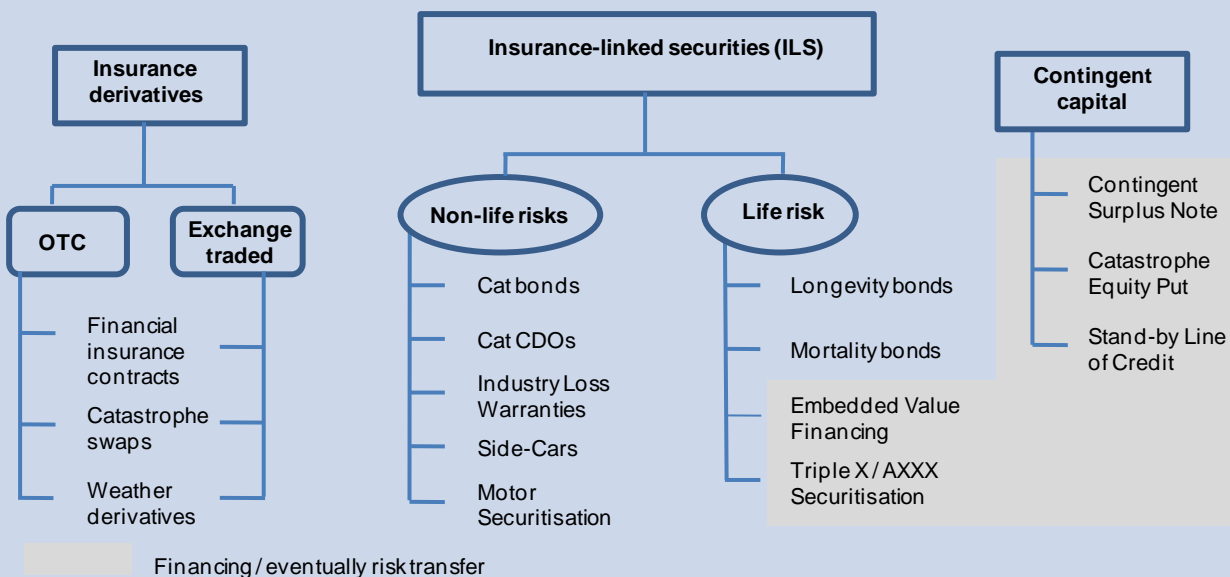 Insurance
derivatives
OTC
Exchange
traded
Financial
insurance
contracts
Catastrophe
swaps
Weather
derivatives
Insurance-linked securities (ILS)
Non-life risks
Cat bonds
Cat CDOs
Industry Loss
Warranties
Side-Cars
Motor
Securitisation
Life risk
Longevity bonds
Mortality bonds
Embedded Value
Financing
Triple X / AXXX
Securitisation
Contingent
capital
Contingent
Surplus Note
Catastrophe
Equity Put
Stand-by Line
of Credit
Financing / eventually risk transfer